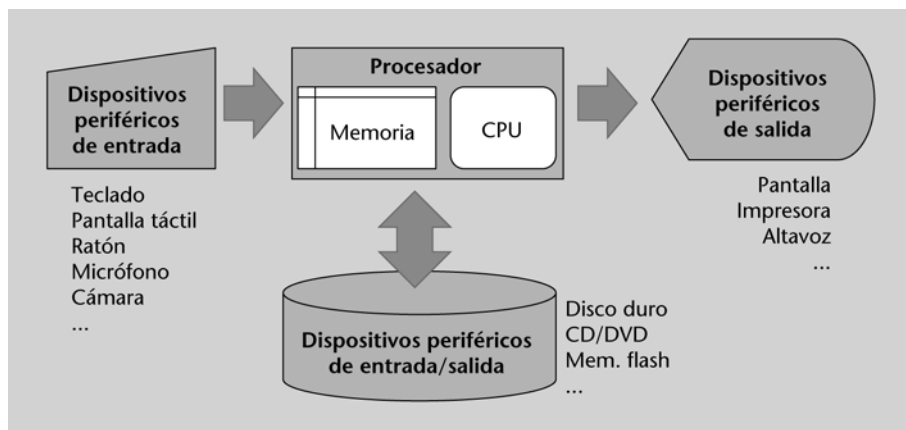 Dispositivos
periféricos
de entrada
Teclado
Pantalla táctil
Ratón
Micrófono
Cámara
...
Procesador
Memoria
CPU
Dispositivos
periféricos
de salida
Pantalla
Impresora
Altavoz
...
Dispositivos periféricos
de entrada/salida
Disco duro
CD/DVD
Mem. flash
...